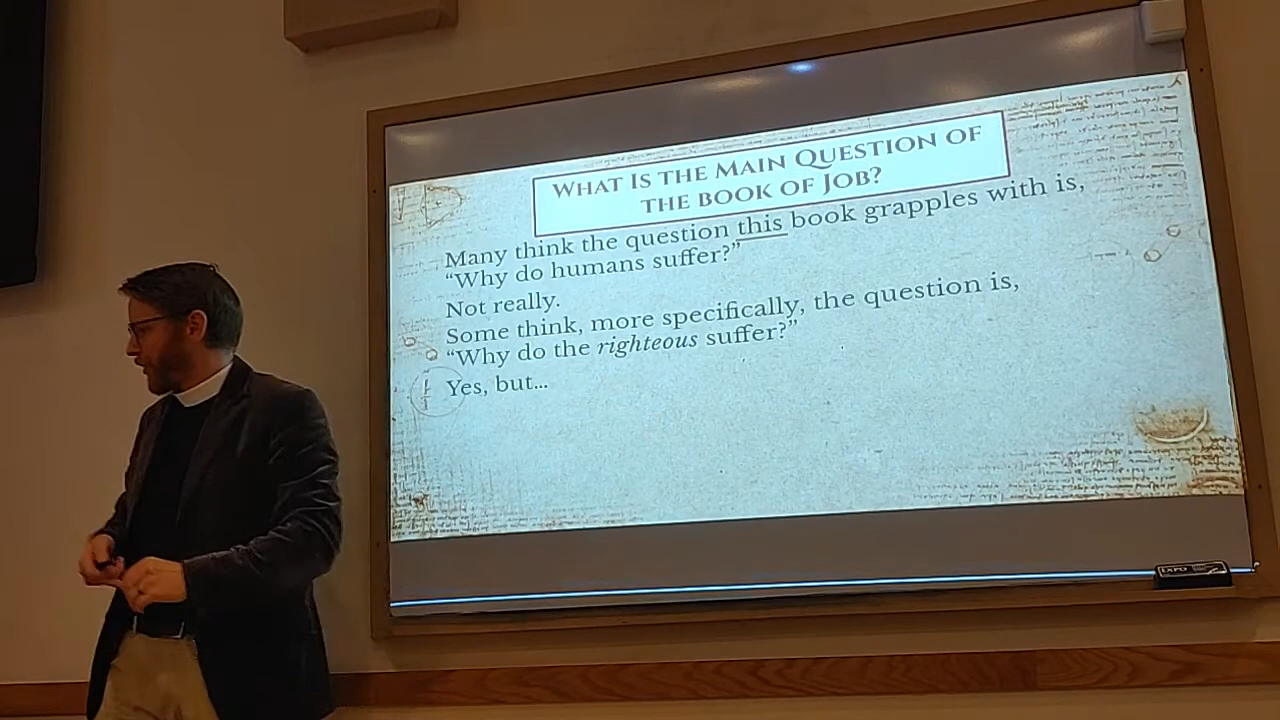 What Is the Main Question of
the book of Job?
Many think the question this book grapples with is,
“Why do humans suffer?”
Not really.
Some think, more specifically, the question is,
“Why do the righteous suffer?”
Yes, but...
EXPO